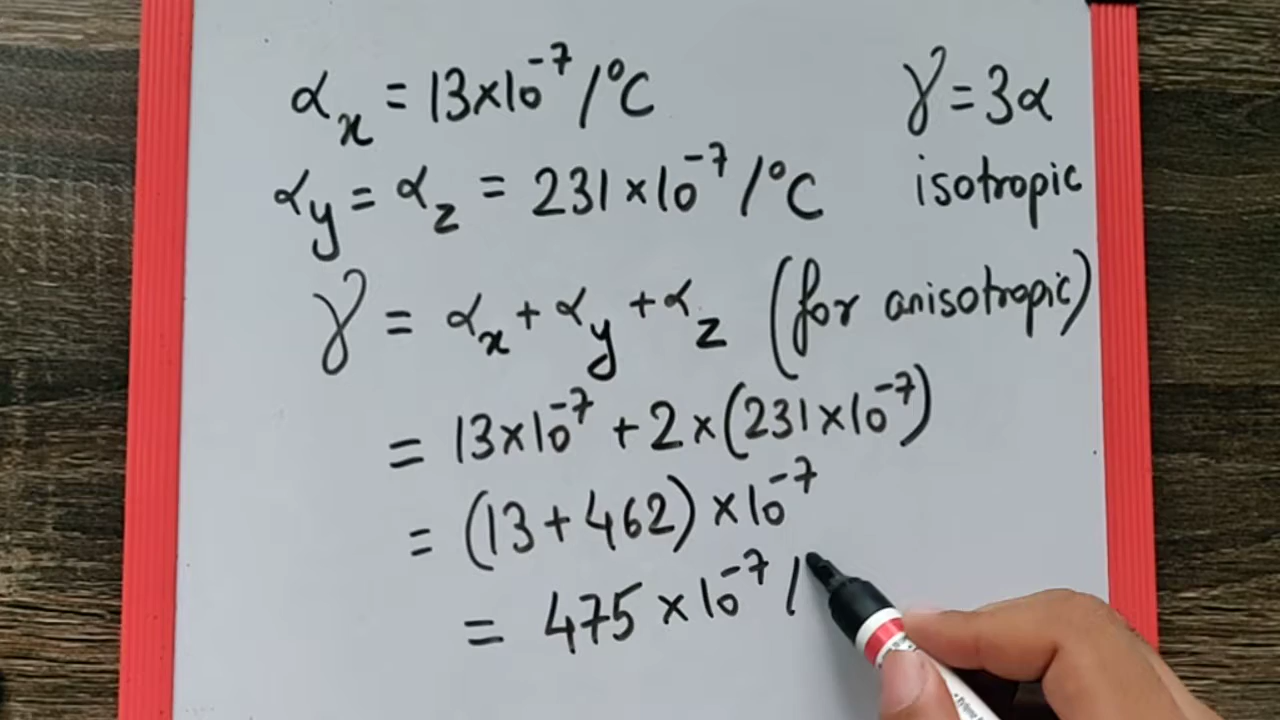 αx = 13×10⁻⁷/°C
γ = 3α
αy = αz = 231×10⁻⁷/°C
isotropic
γ = αx + αy + αz (for anisotropic)
= 13×10⁻⁷ + 2×(231×10⁻⁷)
= (13+462)×10⁻⁷
= 475×10⁻⁷/